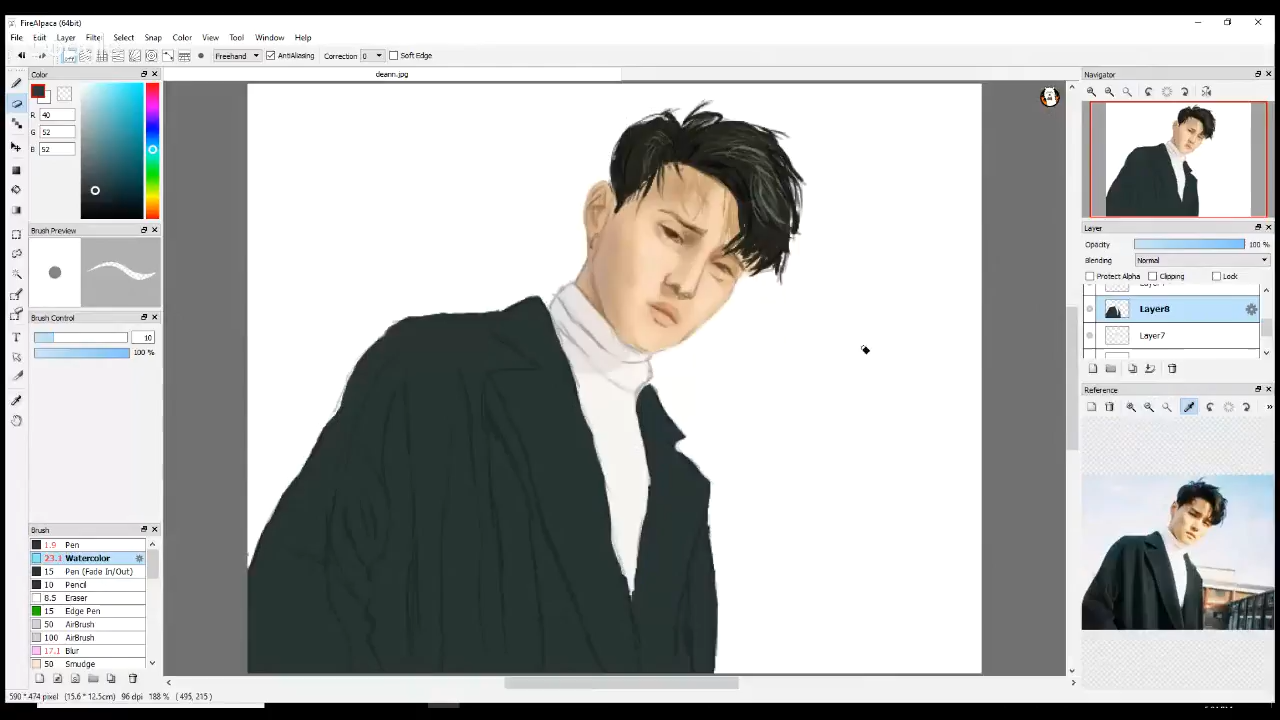 FireAlpaca (64bit)
File Edit Layer Filter Select Snap Color View Tool Window Help
Freehand AntiAliasing Correction 0 Soft Edge
Color deann.jpg Navigator
R 40
G 52
B 52
Brush Preview
Layer
Opacity 100 %
Blending Normal
Protect Alpha Clipping Lock
Layer8
Layer7
Brush Control
10
100 %
Reference
»
Brush
1.9 Pen
23.1 Watercolor
15 Pen (Fade In/Out)
10 Pencil
8.5 Eraser
15 Edge Pen
50 AirBrush
100 AirBrush
17.1 Blur
50 Smudge
590 * 474 pixel (15.6 * 12.5cm) 96 dpi 188 % ( 495, 215 )